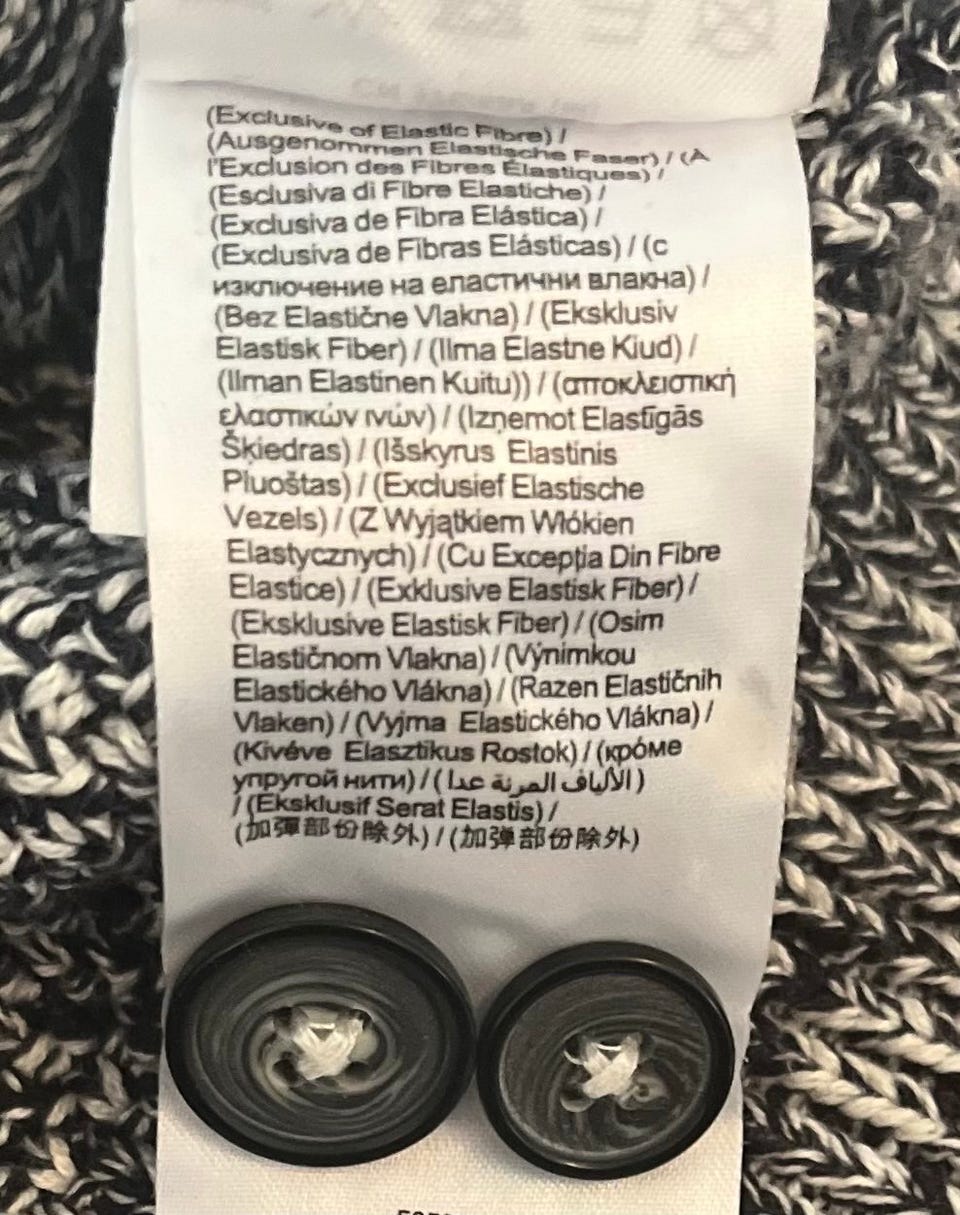 (Exclusive of Elastic Fibre) /
(Ausgenommen Elastische Faser) / (À
l'Exclusion des Fibres Élastiques) /
(Esclusiva di Fibre Elastiche) /
(Exclusiva de Fibra Elástica) /
(Exclusiva de Fibras Elásticas) / (с
изключение на еластични влакна) /
(Bez Elastične Vlakna) / (Eksklusiv
Elastisk Fiber) / (Ilma Elastne Kiud) /
(Ilman Elastinen Kuitu)) / (αποκλειστική
ελαστικών ινών) / (Izņemot Elastīgās
Šķiedras) / (Išskyrus Elastinis
Pluoštas) / (Exclusief Elastische
Vezels) / (Z Wyjątkiem Włókien
Elastycznych) / (Cu Excepţia Din Fibre
Elastice) / (Exklusive Elastisk Fiber) /
(Eksklusive Elastisk Fiber) / (Osim
Elastičnom Vlakna) / (Výnimkou
Elastického Vlákna) / (Razen Elastičnih
Vlaken) / (Vyjma Elastického Vlákna) /
(Kivéve Elasztikus Rostok) / (кро́ме
упругой нити) / (الألياف المرنة عدا)
/ (Eksklusif Serat Elastis) /
(加彈部份除外) / (加彈部份除外)